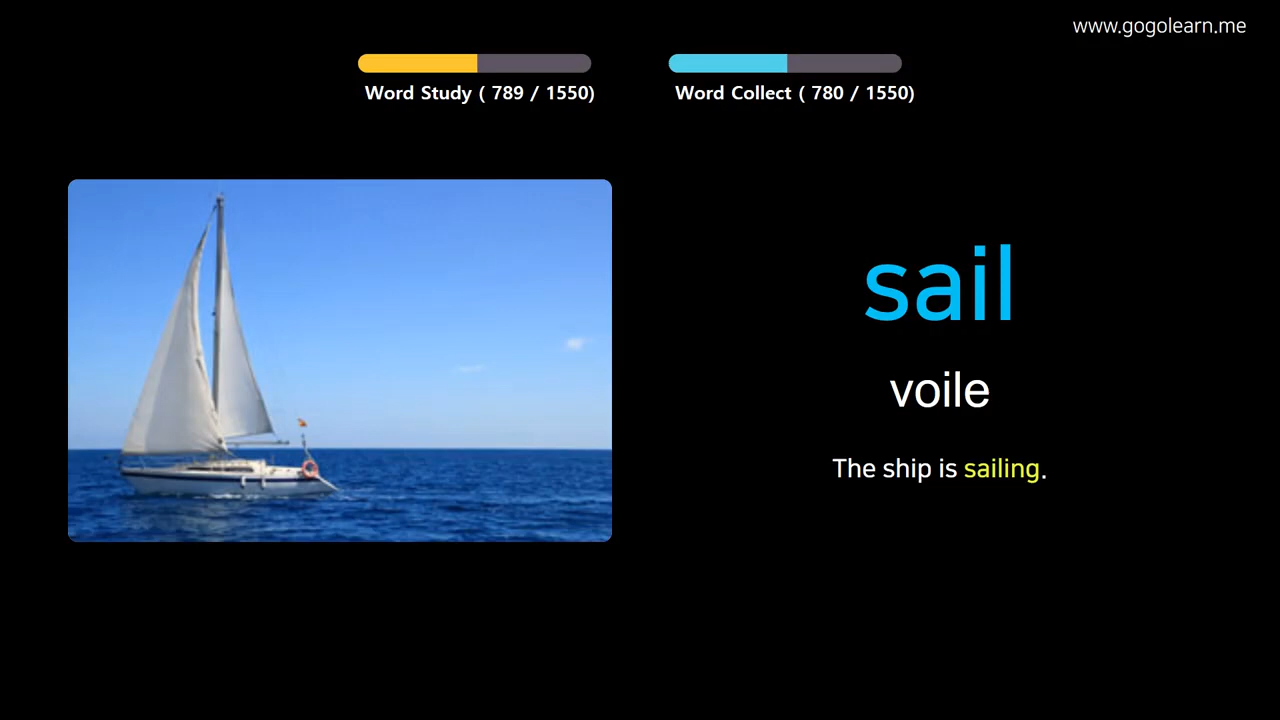 www.gogolearn.me
Word Study ( 789 / 1550)
Word Collect ( 780 / 1550)
sail
voile
The ship is sailing.